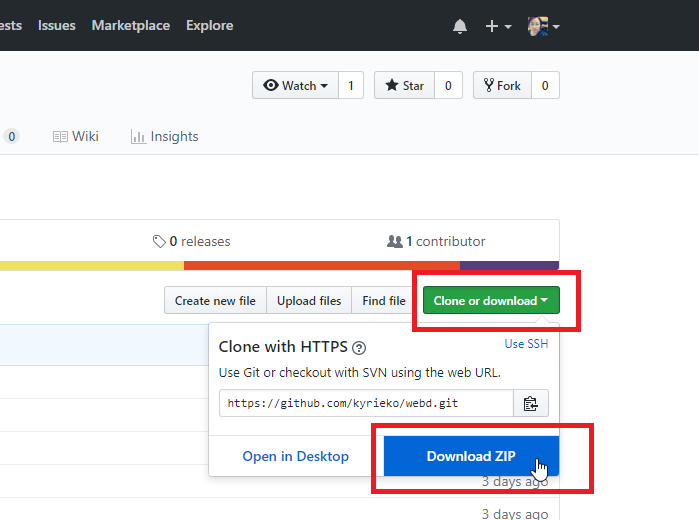 ests Issues Marketplace Explore
Watch 1 Star 0 Fork 0
0 Wiki Insights
0 releases 1 contributor
Create new file Upload files Find file Clone or download
Clone with HTTPS ? Use SSH
Use Git or checkout with SVN using the web URL.
https://github.com/kyrieko/webd.git
Open in Desktop Download ZIP
3 days ago
3 days ago